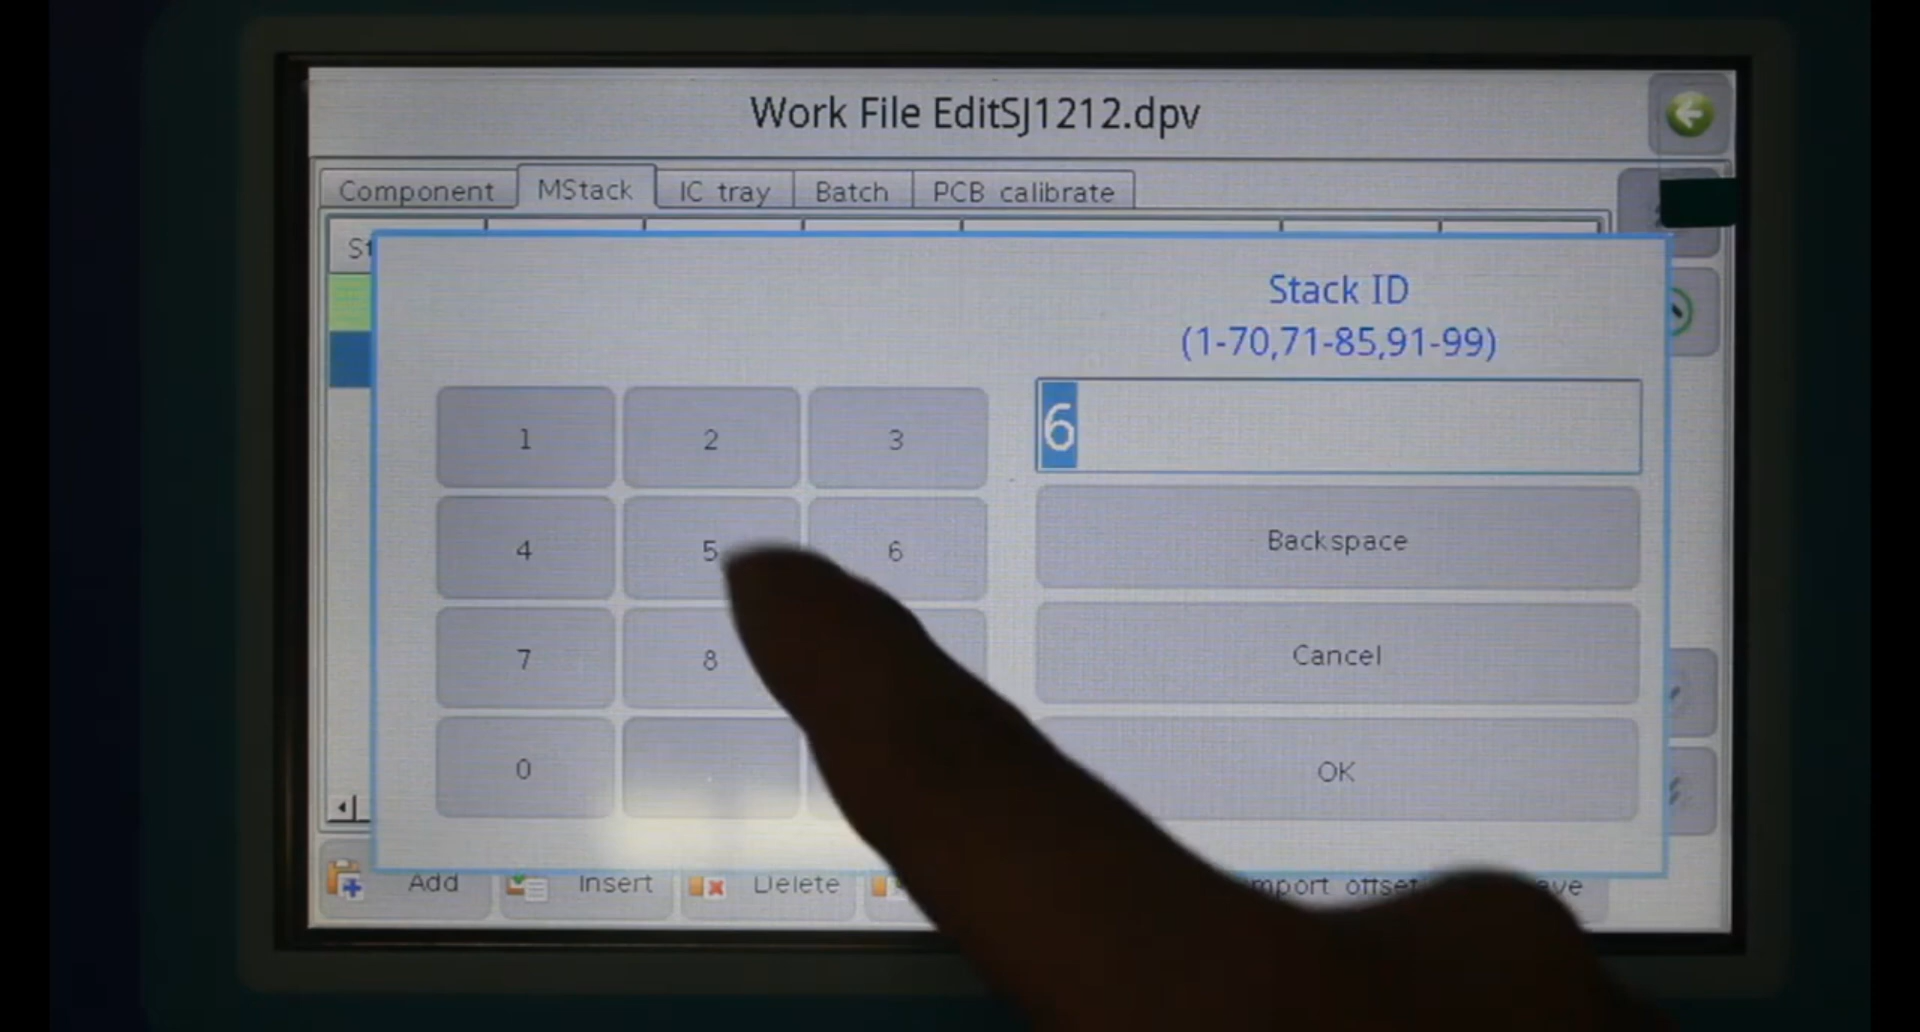 Work File EditSJ1212.dpv
Component MStack IC tray Batch PCB calibrate
Stack ID
(1-70,71-85,91-99)
6
1 2 3
4 5 6
7 8
0 .
Backspace
Cancel
OK
Add Insert Delete offset